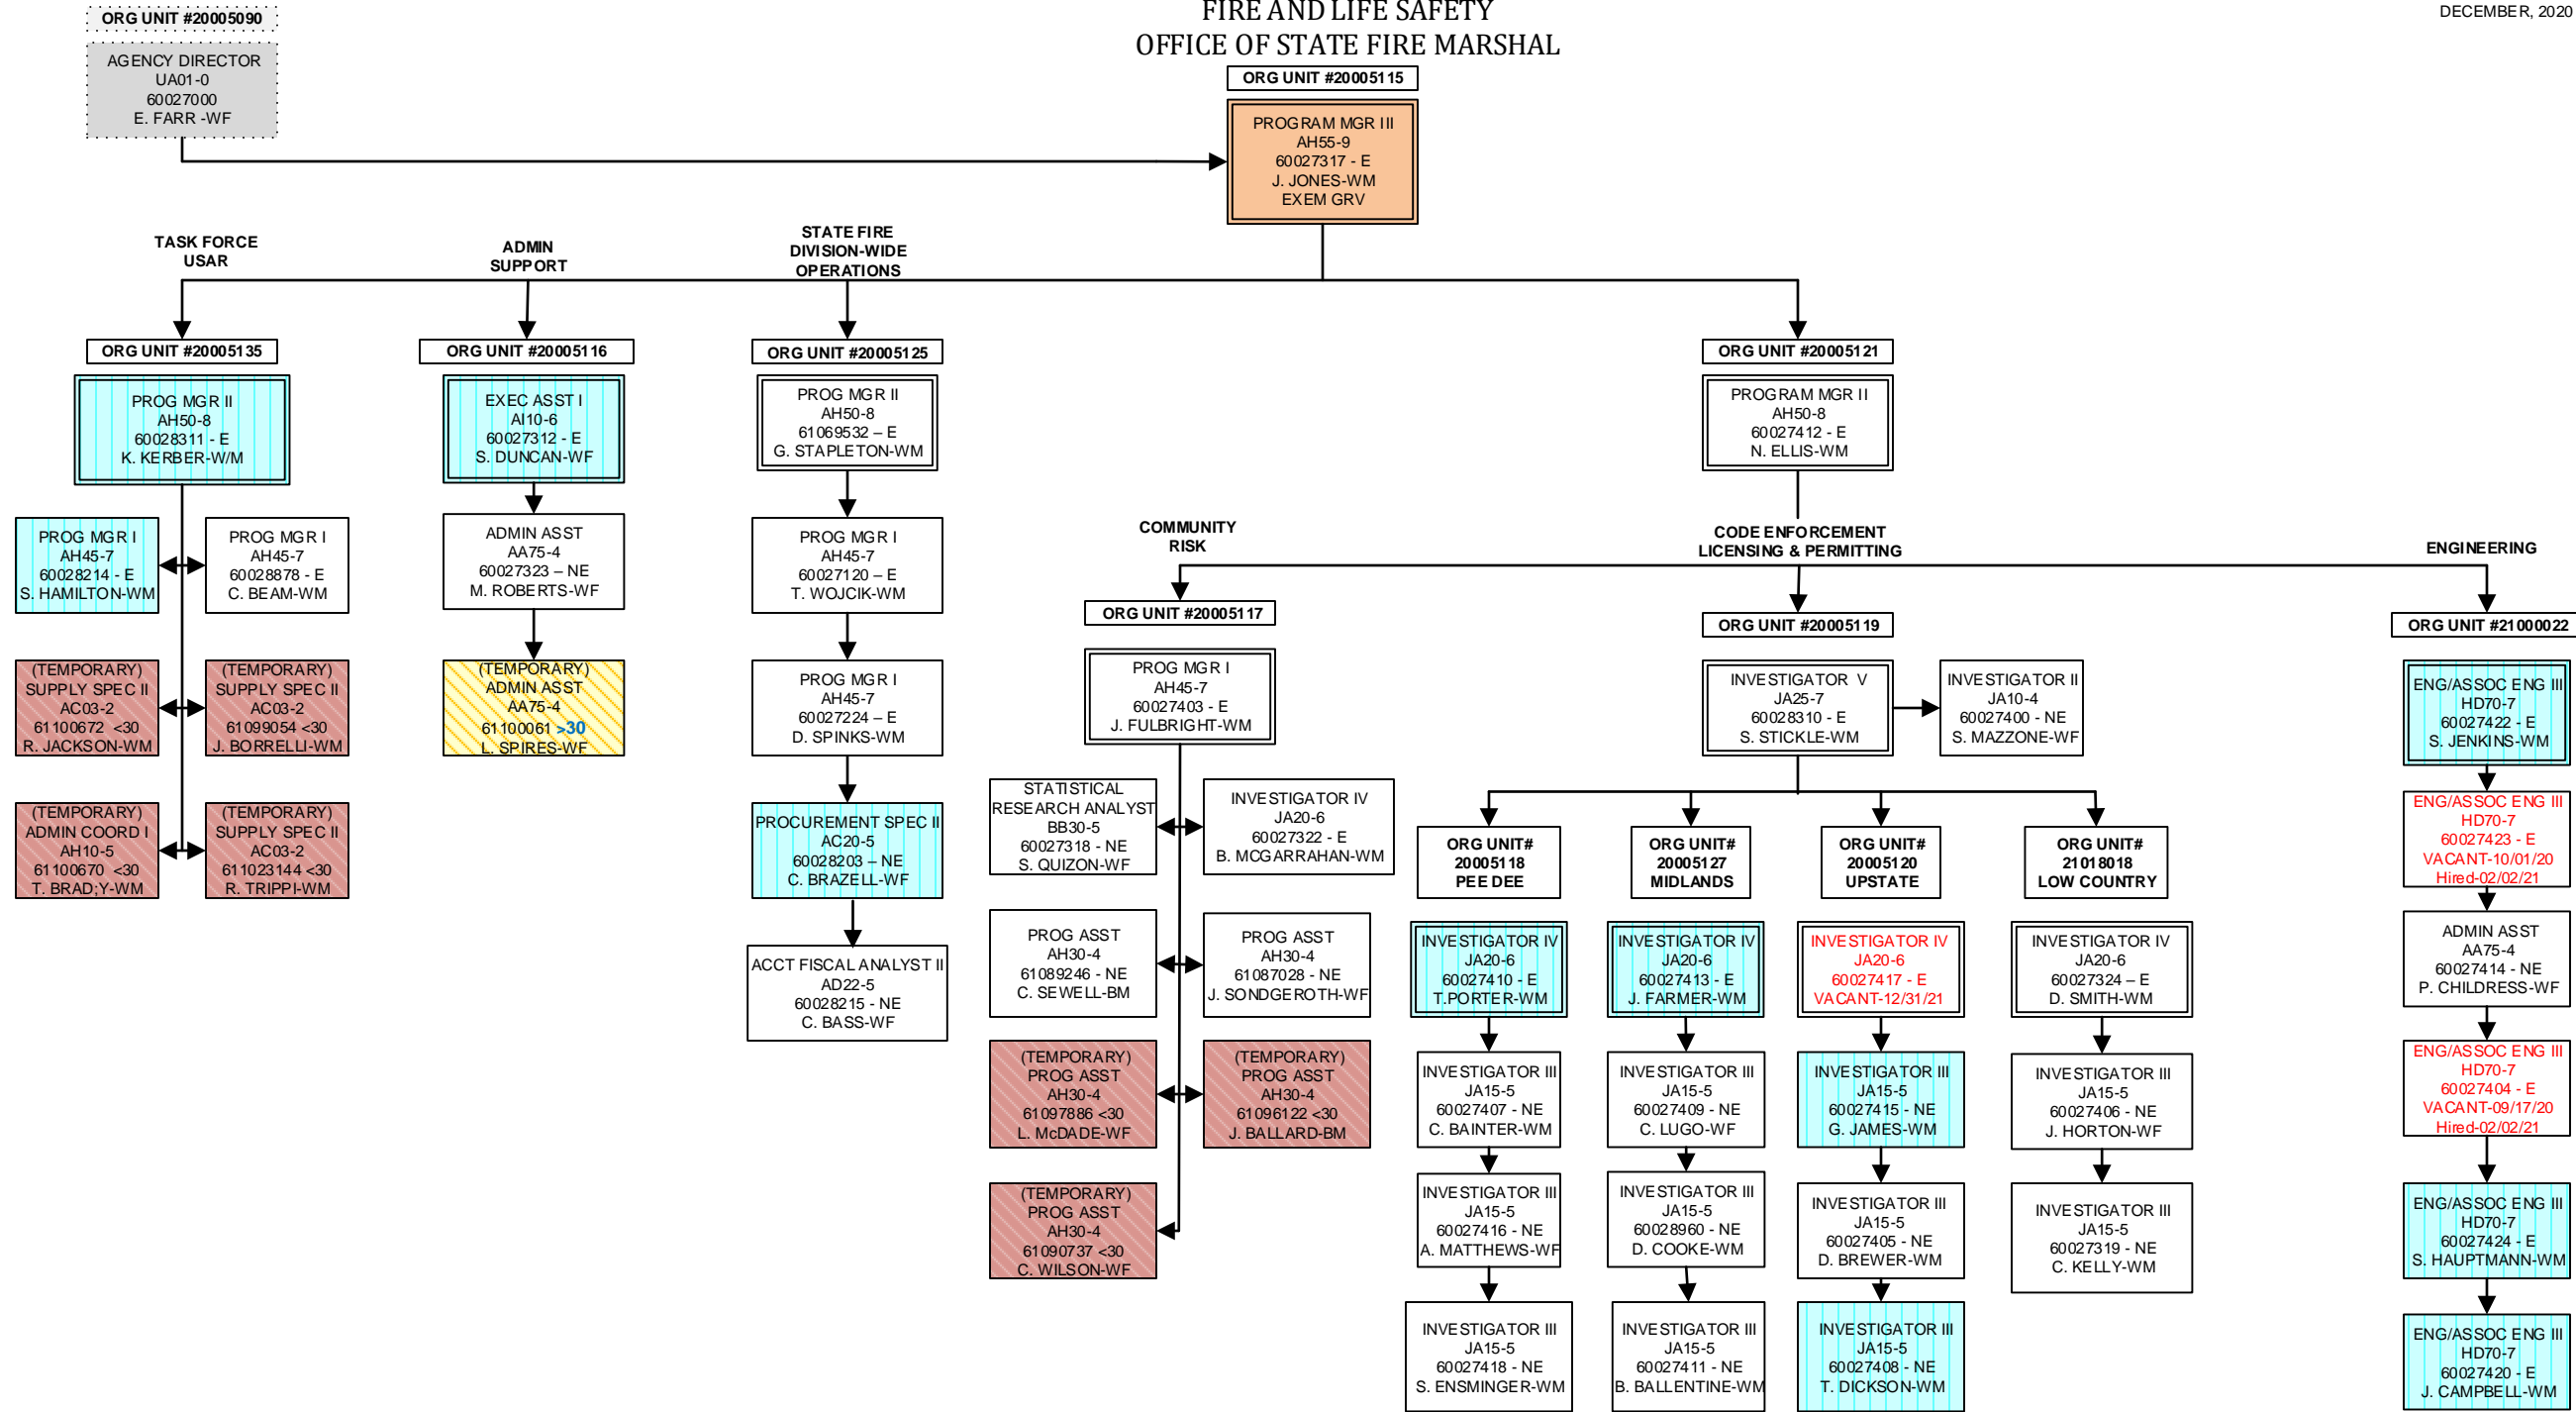 ORG UNIT #20005090
AGENCY DIRECTOR
UA01-0
60027000
E. FARR -WF
FIRE AND LIFE SAFETY
OFFICE OF STATE FIRE MARSHAL
DECEMBER, 2020
ORG UNIT #20005115
PROGRAM MGR III
AH55-9
60027317 - E
J. JONES-WM
EXEM GRV
TASK FORCE
USAR
ADMIN
SUPPORT
STATE FIRE
DIVISION-WIDE
OPERATIONS
ORG UNIT #20005135
PROG MGR II
AH50-8
60028311 - E
K. KERBER-W/M
PROG MGR I
AH45-7
60028214 - E
S. HAMILTON-WM
PROG MGR I
AH45-7
60028878 - E
C. BEAM-WM
(TEMPORARY)
SUPPLY SPEC II
AC03-2
61100672 <30
R. JACKSON-WM
(TEMPORARY)
SUPPLY SPEC II
AC03-2
61099054 <30
J. BORRELLI-WM
(TEMPORARY)
ADMIN COORD I
AH10-5
61100670 <30
T. BRAD;Y-WM
(TEMPORARY)
SUPPLY SPEC II
AC03-2
611023144 <30
R. TRIPPI-WM
ORG UNIT #20005116
EXEC ASST I
AI10-6
60027312 - E
S. DUNCAN-WF
ADMIN ASST
AA75-4
60027323 – NE
M. ROBERTS-WF
(TEMPORARY)
ADMIN ASST
AA75-4
61100061 >30
L. SPIRES-WF
ORG UNIT #20005125
PROG MGR II
AH50-8
61069532 – E
G. STAPLETON-WM
PROG MGR I
AH45-7
60027120 – E
T. WOJCIK-WM
PROG MGR I
AH45-7
60027224 – E
D. SPINKS-WM
PROCUREMENT SPEC II
AC20-5
60028203 – NE
C. BRAZELL-WF
ACCT FISCAL ANALYST II
AD22-5
60028215 - NE
C. BASS-WF
ORG UNIT #20005121
PROGRAM MGR II
AH50-8
60027412 - E
N. ELLIS-WM
COMMUNITY
RISK
CODE ENFORCEMENT
LICENSING & PERMITTING
ENGINEERING
ORG UNIT #20005117
PROG MGR I
AH45-7
60027403 - E
J. FULBRIGHT-WM
STATISTICAL
RESEARCH ANALYST
BB30-5
60027318 - NE
S. QUIZON-WF
INVESTIGATOR IV
JA20-6
60027322 - E
B. MCGARRAHAN-WM
PROG ASST
AH30-4
61089246 - NE
C. SEWELL-BM
PROG ASST
AH30-4
61087028 - NE
J. SONDGEROTH-WF
(TEMPORARY)
PROG ASST
AH30-4
61097886 <30
L. McDADE-WF
(TEMPORARY)
PROG ASST
AH30-4
61096122 <30
J. BALLARD-BM
(TEMPORARY)
PROG ASST
AH30-4
61090737 <30
C. WILSON-WF
ORG UNIT #20005119
INVESTIGATOR V
JA25-7
60028310 - E
S. STICKLE-WM
INVESTIGATOR II
JA10-4
60027400 - NE
S. MAZZONE-WF
ORG UNIT#
20005118
PEE DEE
INVESTIGATOR IV
JA20-6
60027410 - E
T.PORTER-WM
INVESTIGATOR III
JA15-5
60027407 - NE
C. BAINTER-WM
INVESTIGATOR III
JA15-5
60027416 - NE
A. MATTHEWS-WF
INVESTIGATOR III
JA15-5
60027418 - NE
S. ENSMINGER-WM
ORG UNIT#
20005127
MIDLANDS
INVESTIGATOR IV
JA20-6
60027413 - E
J. FARMER-WM
INVESTIGATOR III
JA15-5
60027409 - NE
C. LUGO-WF
INVESTIGATOR III
JA15-5
60028960 - NE
D. COOKE-WM
INVESTIGATOR III
JA15-5
60027411 - NE
B. BALLENTINE-WM
ORG UNIT#
20005120
UPSTATE
INVESTIGATOR IV
JA20-6
60027417 - E
VACANT-12/31/21
INVESTIGATOR III
JA15-5
60027415 - NE
G. JAMES-WM
INVESTIGATOR III
JA15-5
60027405 - NE
D. BREWER-WM
INVESTIGATOR III
JA15-5
60027408 - NE
T. DICKSON-WM
ORG UNIT#
21018018
LOW COUNTRY
INVESTIGATOR IV
JA20-6
60027324 – E
D. SMITH-WM
INVESTIGATOR III
JA15-5
60027406 - NE
J. HORTON-WF
INVESTIGATOR III
JA15-5
60027319 - NE
C. KELLY-WM
ORG UNIT #21000022
ENG/ASSOC ENG III
HD70-7
60027422 - E
S. JENKINS-WM
ENG/ASSOC ENG III
HD70-7
60027423 - E
VACANT-10/01/20
Hired-02/02/21
ADMIN ASST
AA75-4
60027414 - NE
P. CHILDRESS-WF
ENG/ASSOC ENG III
HD70-7
60027404 - E
VACANT-09/17/20
Hired-02/02/21
ENG/ASSOC ENG III
HD70-7
60027424 - E
S. HAUPTMANN-WM
ENG/ASSOC ENG III
HD70-7
60027420 - E
J. CAMPBELL-WM